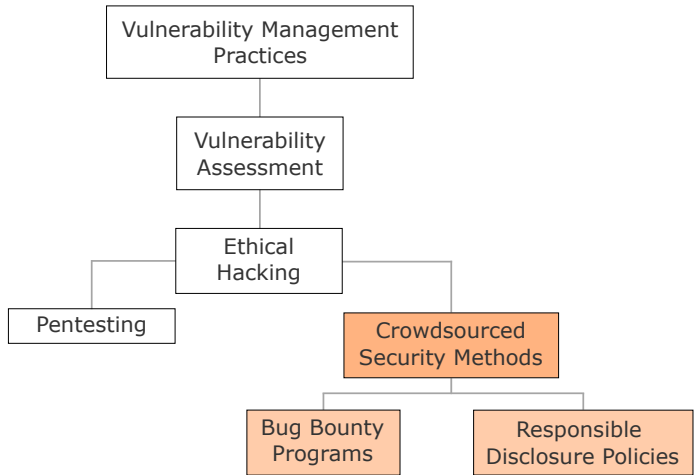 Vulnerability Management
Practices
Vulnerability
Assessment
Ethical
Hacking
Pentesting
Crowdsourced
Security Methods
Bug Bounty
Programs
Responsible
Disclosure Policies